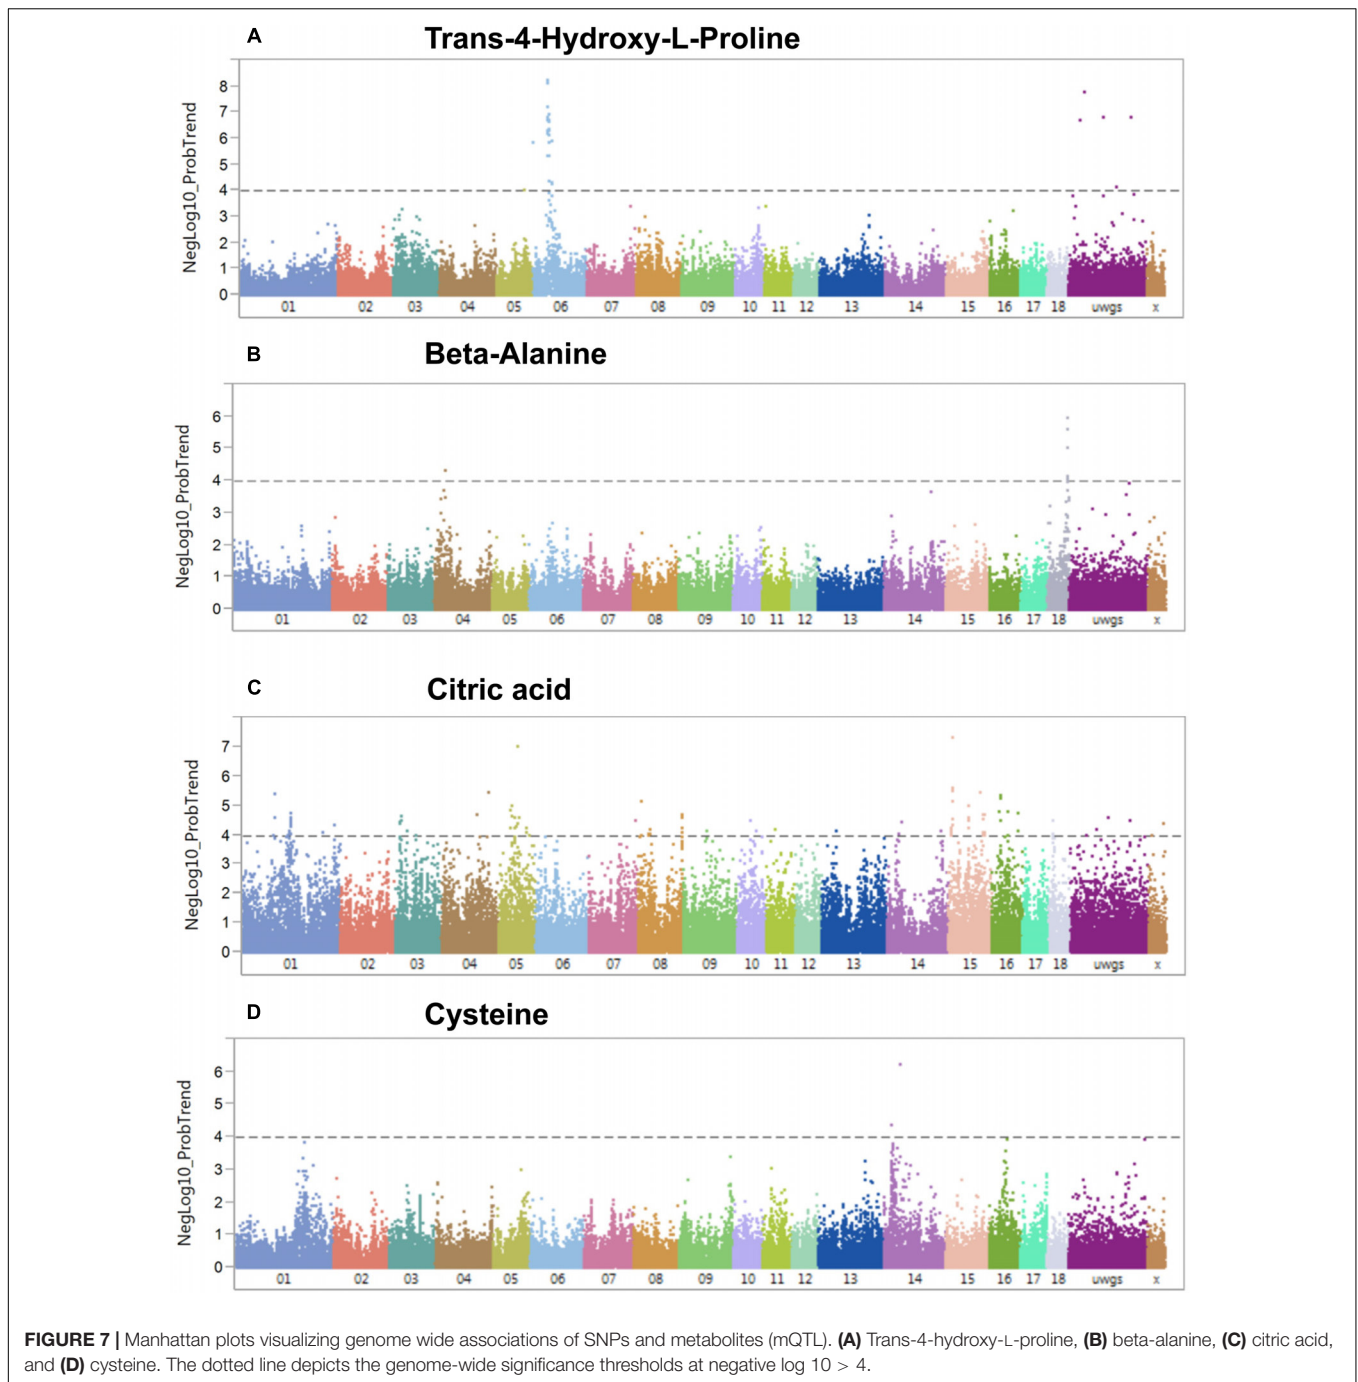 A
Trans-4-Hydroxy-L-Proline
NegLog10_ProbTrend
8
7
6
5
4
3
2
1
0
01 02 03 04 05 06 07 08 09 10 11 12 13 14 15 16 17 18 uwgs x
B
Beta-Alanine
NegLog10_ProbTrend
6
5
4
3
2
1
0
01 02 03 04 05 06 07 08 09 10 11 12 13 14 15 16 17 18 uwgs x
C
Citric acid
NegLog10_ProbTrend
7
6
5
4
3
2
1
0
01 02 03 04 05 06 07 08 09 10 11 12 13 14 15 16 17 18 uwgs x
D
Cysteine
NegLog10_ProbTrend
6
5
4
3
2
1
0
01 02 03 04 05 06 07 08 09 10 11 12 13 14 15 16 17 18 uwgs x
FIGURE 7 | Manhattan plots visualizing genome wide associations of SNPs and metabolites (mQTL). (A) Trans-4-hydroxy-L-proline, (B) beta-alanine, (C) citric acid,
and (D) cysteine. The dotted line depicts the genome-wide significance thresholds at negative log 10 > 4.